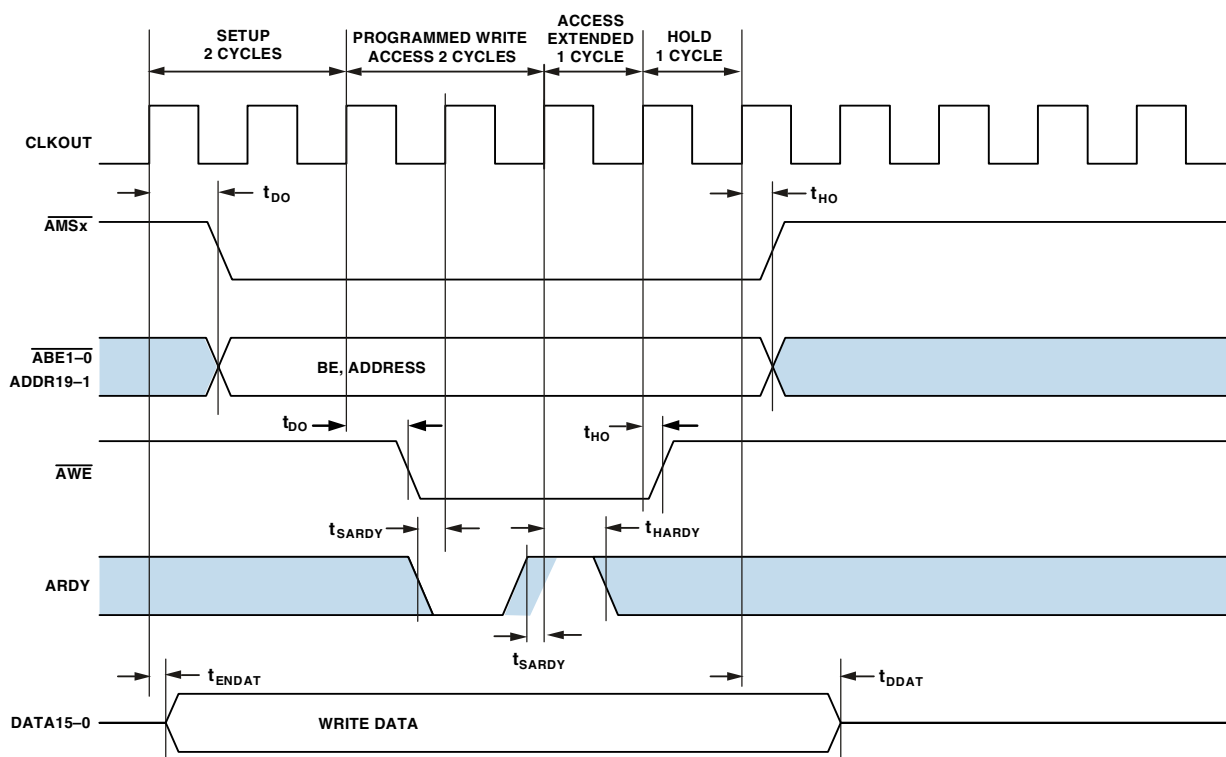 SETUP
2 CYCLES
PROGRAMMED WRITE
ACCESS 2 CYCLES
ACCESS
EXTENDED
1 CYCLE
HOLD
1 CYCLE
CLKOUT
tDO
tHO
AMSx
ABE1–0
ADDR19–1
BE, ADDRESS
tDO
tHO
AWE
tSARDY
tHARDY
ARDY
tSARDY
tENDAT
tDDAT
DATA15–0
WRITE DATA